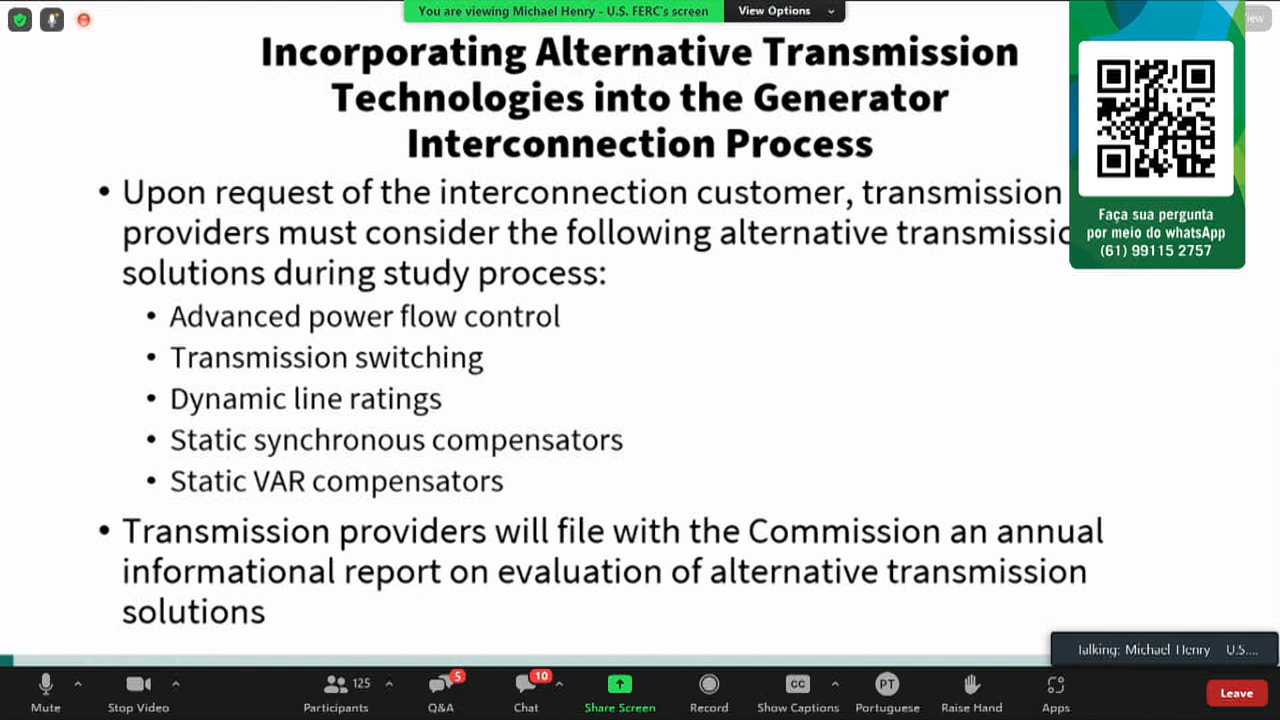 You are viewing Michael Henry - U.S. FERC's screen
View Options
Incorporating Alternative Transmission
Technologies into the Generator
Interconnection Process
• Upon request of the interconnection customer, transmission
providers must consider the following alternative
solutions during study process:
• Advanced power flow control
• Transmission switching
• Dynamic line ratings
• Static synchronous compensators
• Static VAR compensators
• Transmission providers will file with the Commission an annual
informational report on evaluation of alternative transmission
solutions
Faça sua pergunta
por meio do whatsApp
(61) 99115 2757
Talking: Michael Henry U.S....
Mute
Stop Video
125
Participants
5
Q&A
10
Chat
Share Screen
Record
CC
Show Captions
PT
Portuguese
Raise Hand
Apps
Leave